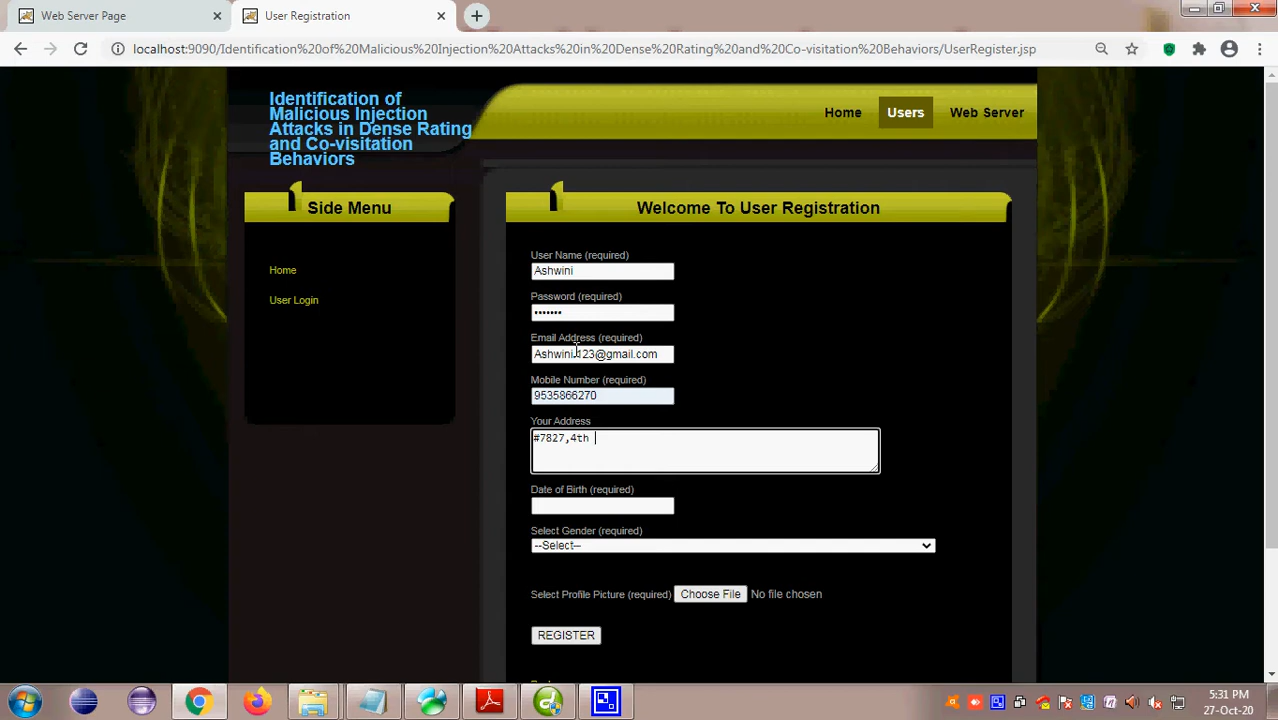 Web Server Page
User Registration
localhost:9090/Identification%20of%20Malicious%20Injection%20Attacks%20in%20Dense%20Rating%20and%20Co-visitation%20Behaviors/UserRegister.jsp
Identification of
Malicious Injection
Attacks in Dense Rating
and Co-visitation
Behaviors
Home
Users
Web Server
Side Menu
Home
User Login
Welcome To User Registration
User Name (required)
Ashwini
Password (required)
•••••••
Email Address (required)
Ashwini.123@gmail.com
Mobile Number (required)
9535866270
Your Address
#7827,4th
Date of Birth (required)
Select Gender (required)
--Select--
Select Profile Picture (required) Choose File No file chosen
REGISTER
5:31 PM
27-Oct-20